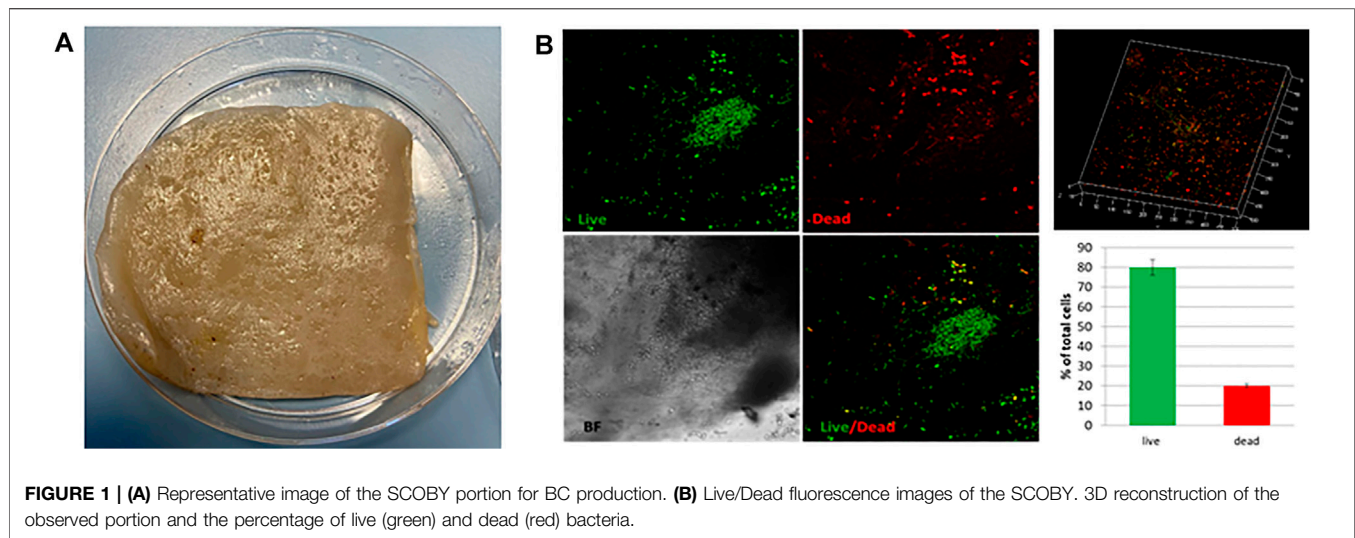 A
B
Live
Dead
BF
Live/Dead
% of total cells
90
80
70
60
50
40
30
20
10
0
live
dead
FIGURE 1 | (A) Representative image of the SCOBY portion for BC production. (B) Live/Dead fluorescence images of the SCOBY. 3D reconstruction of the
observed portion and the percentage of live (green) and dead (red) bacteria.